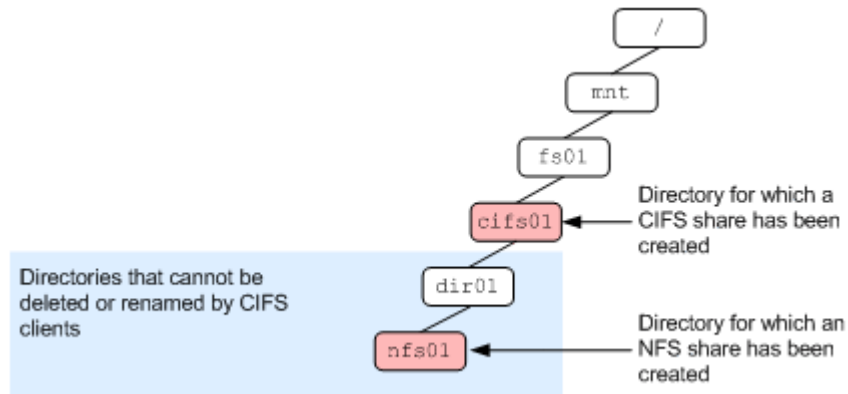 /
mnt
fs01
cifs01
Directory for which a
CIFS share has been
created
Directories that cannot be
deleted or renamed by CIFS
clients
dir01
nfs01
Directory for which an
NFS share has been
created